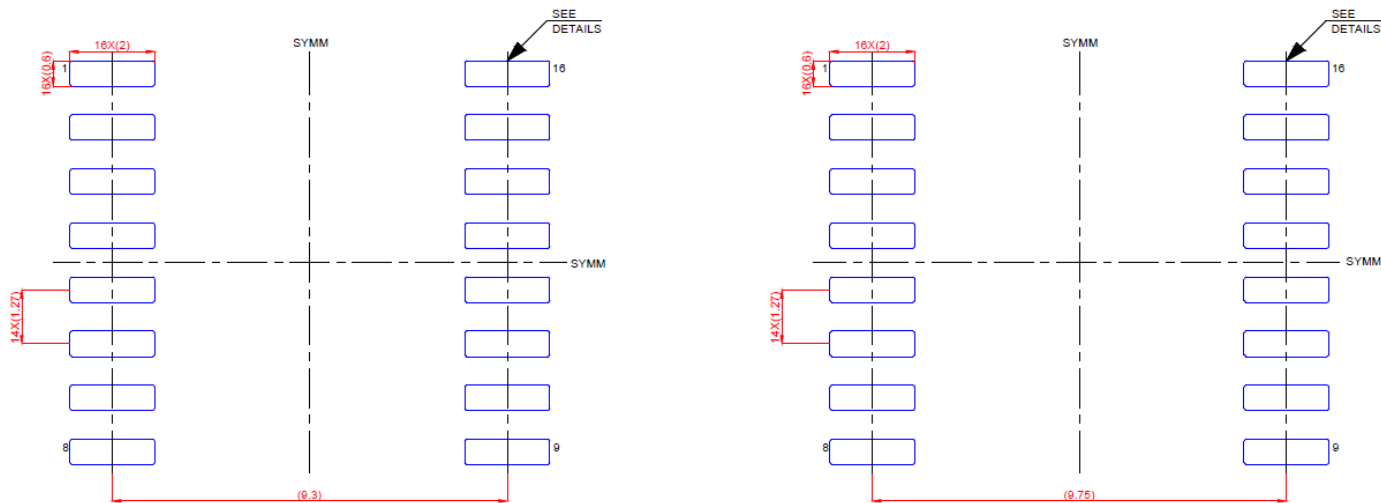 SEE
DETAILS
16X(2)
SYMM
1
16
16X(0.6)
SYMM
14X(1.27)
8
9
(9.3)
SEE
DETAILS
16X(2)
SYMM
1
16
16X(0.6)
SYMM
14X(1.27)
8
9
(9.75)